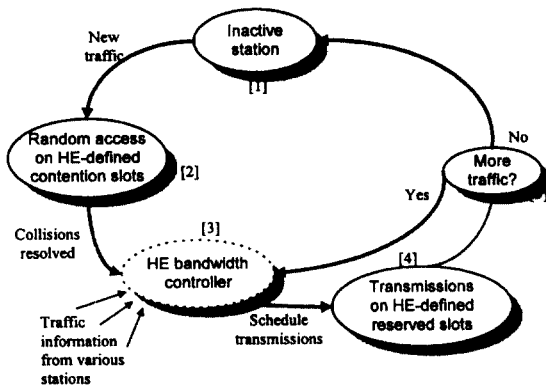 New
traffic
Inactive
station
[1]
Random access
on HE-defined
contention slots
[2]
No
More
traffic?
Yes
Collisions
resolved
[3]
HE bandwidth
controller
[4]
Transmissions
on HE-defined
reserved slots
Schedule
transmissions
Traffic
information
from various
stations